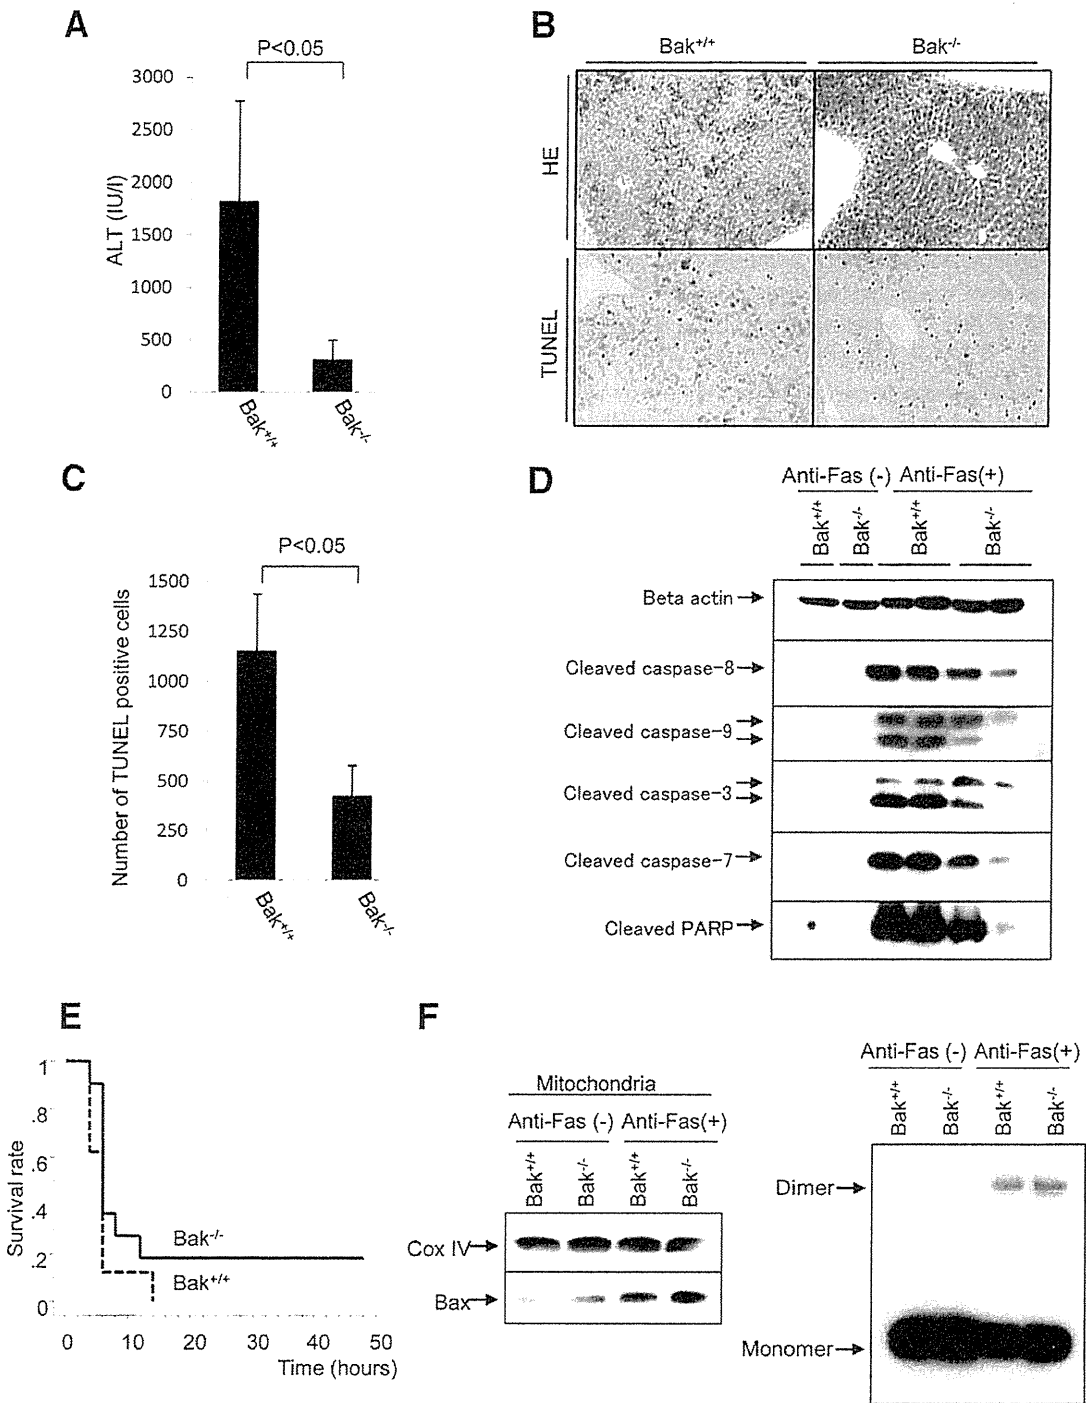 A
P<0.05
3000
2500
2000
1500
1000
500
0
ALT (IU/l)
Bak+/+
Bak-/-
B
Bak+/+
Bak-/-
HE
TUNEL
C
P<0.05
1500
1250
1000
750
500
250
0
Number of TUNEL positive cells
Bak+/+
Bak-/-
D
Anti-Fas (-) Anti-Fas(+)
Bak+/+
Bak-/-
Bak+/+
Bak-/-
Beta actin
Cleaved caspase-8
Cleaved caspase-9
Cleaved caspase-3
Cleaved caspase-7
Cleaved PARP
E
1
.8
.6
.4
.2
0
Survival rate
Bak-/-
Bak+/+
0 10 20 30 40 50
Time (hours)
F
Mitochondria
Anti-Fas (-) Anti-Fas(+)
Bak+/+
Bak-/-
Bak+/+
Bak-/-
Cox IV
Bax
Anti-Fas (-) Anti-Fas(+)
Bak+/+
Bak-/-
Bak+/+
Bak-/-
Dimer
Monomer